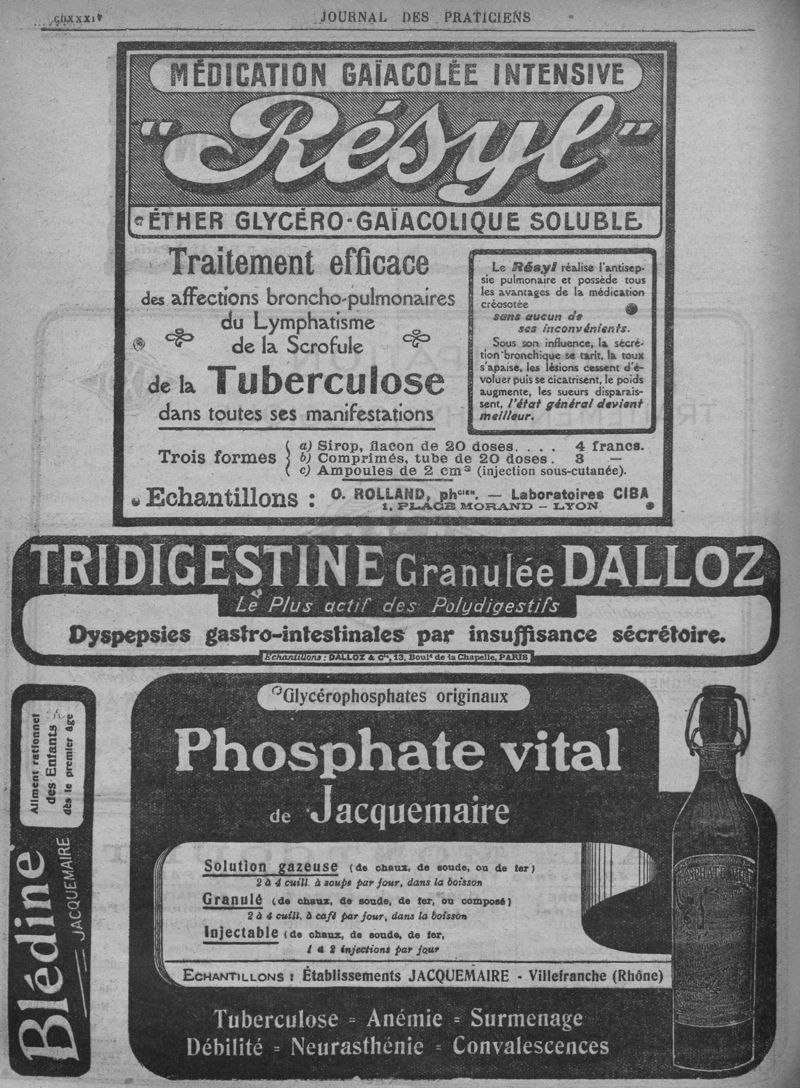 CDXXXIV
JOURNAL DES PRATICIENS
MÉDICATION GAÏACOLÉE INTENSIVE
"Résyl"
ÉTHER GLYCÉRO-GAÏACOLIQUE SOLUBLE
Traitement efficace
des affections broncho-pulmonaires
du Lymphatisme
de la Scrofule
de la Tuberculose
dans toutes ses manifestations
Le Résyl réalise l'antisep-
sie pulmonaire et possède tous
les avantages de la médication
créosotée
sans aucun de
ses inconvénients.
Sous son influence, la sécré-
tion bronchique se tarit, la toux
s'apaise, les lésions cessent d'é-
voluer puis se cicatrisent, le poids
augmente, les sueurs disparais-
sent, l'état général devient
meilleur.
Trois formes
a) Sirop, flacon de 20 doses. . . . 4 francs.
b) Comprimés, tube de 20 doses. 3 —
c) Ampoules de 2 cm³ (injection sous-cutanée).
Echantillons : O. ROLLAND, phcien. — Laboratoires CIBA
1, PLACE MORAND — LYON
TRIDIGESTINE Granulée DALLOZ
Le Plus actif des Polydigestifs
Dyspepsies gastro-intestinales par insuffisance sécrétoire.
Echantillons : DALLOZ & Cie, 13, Bould de la Chapelle, PARIS
Blédine
JACQUEMAIRE
Aliment rationnel
des Enfants
dès le premier âge
Glycérophosphates originaux
Phosphate vital
de Jacquemaire
Solution gazeuse (de chaux, de soude, ou de fer)
2 à 4 cuill. à soupe par jour, dans la boisson
Granulé (de chaux, de soude, de fer, ou composé)
2 à 4 cuill. à café par jour, dans la boisson
Injectable (de chaux, de soude, de fer,
1 à 2 injections par jour
ECHANTILLONS : Établissements JACQUEMAIRE - Villefranche (Rhône)
Tuberculose = Anémie = Surmenage
Débilité = Neurasthénie = Convalescences